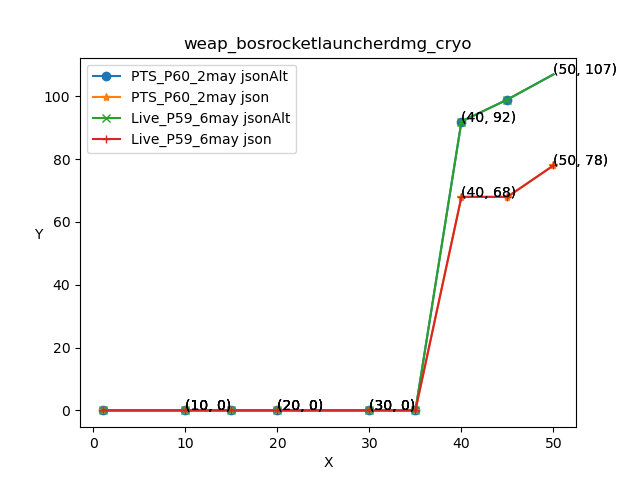 weap_bosrocketlauncherdmg_cryo
PTS_P60_2may jsonAlt
PTS_P60_2may json
Live_P59_6may jsonAlt
Live_P59_6may json
(50, 107)
(40, 92)
(50, 78)
(40, 68)
(10, 0)
(20, 0)
(30, 0)
Y
100
80
60
40
20
0
0
10
20
30
40
50
X